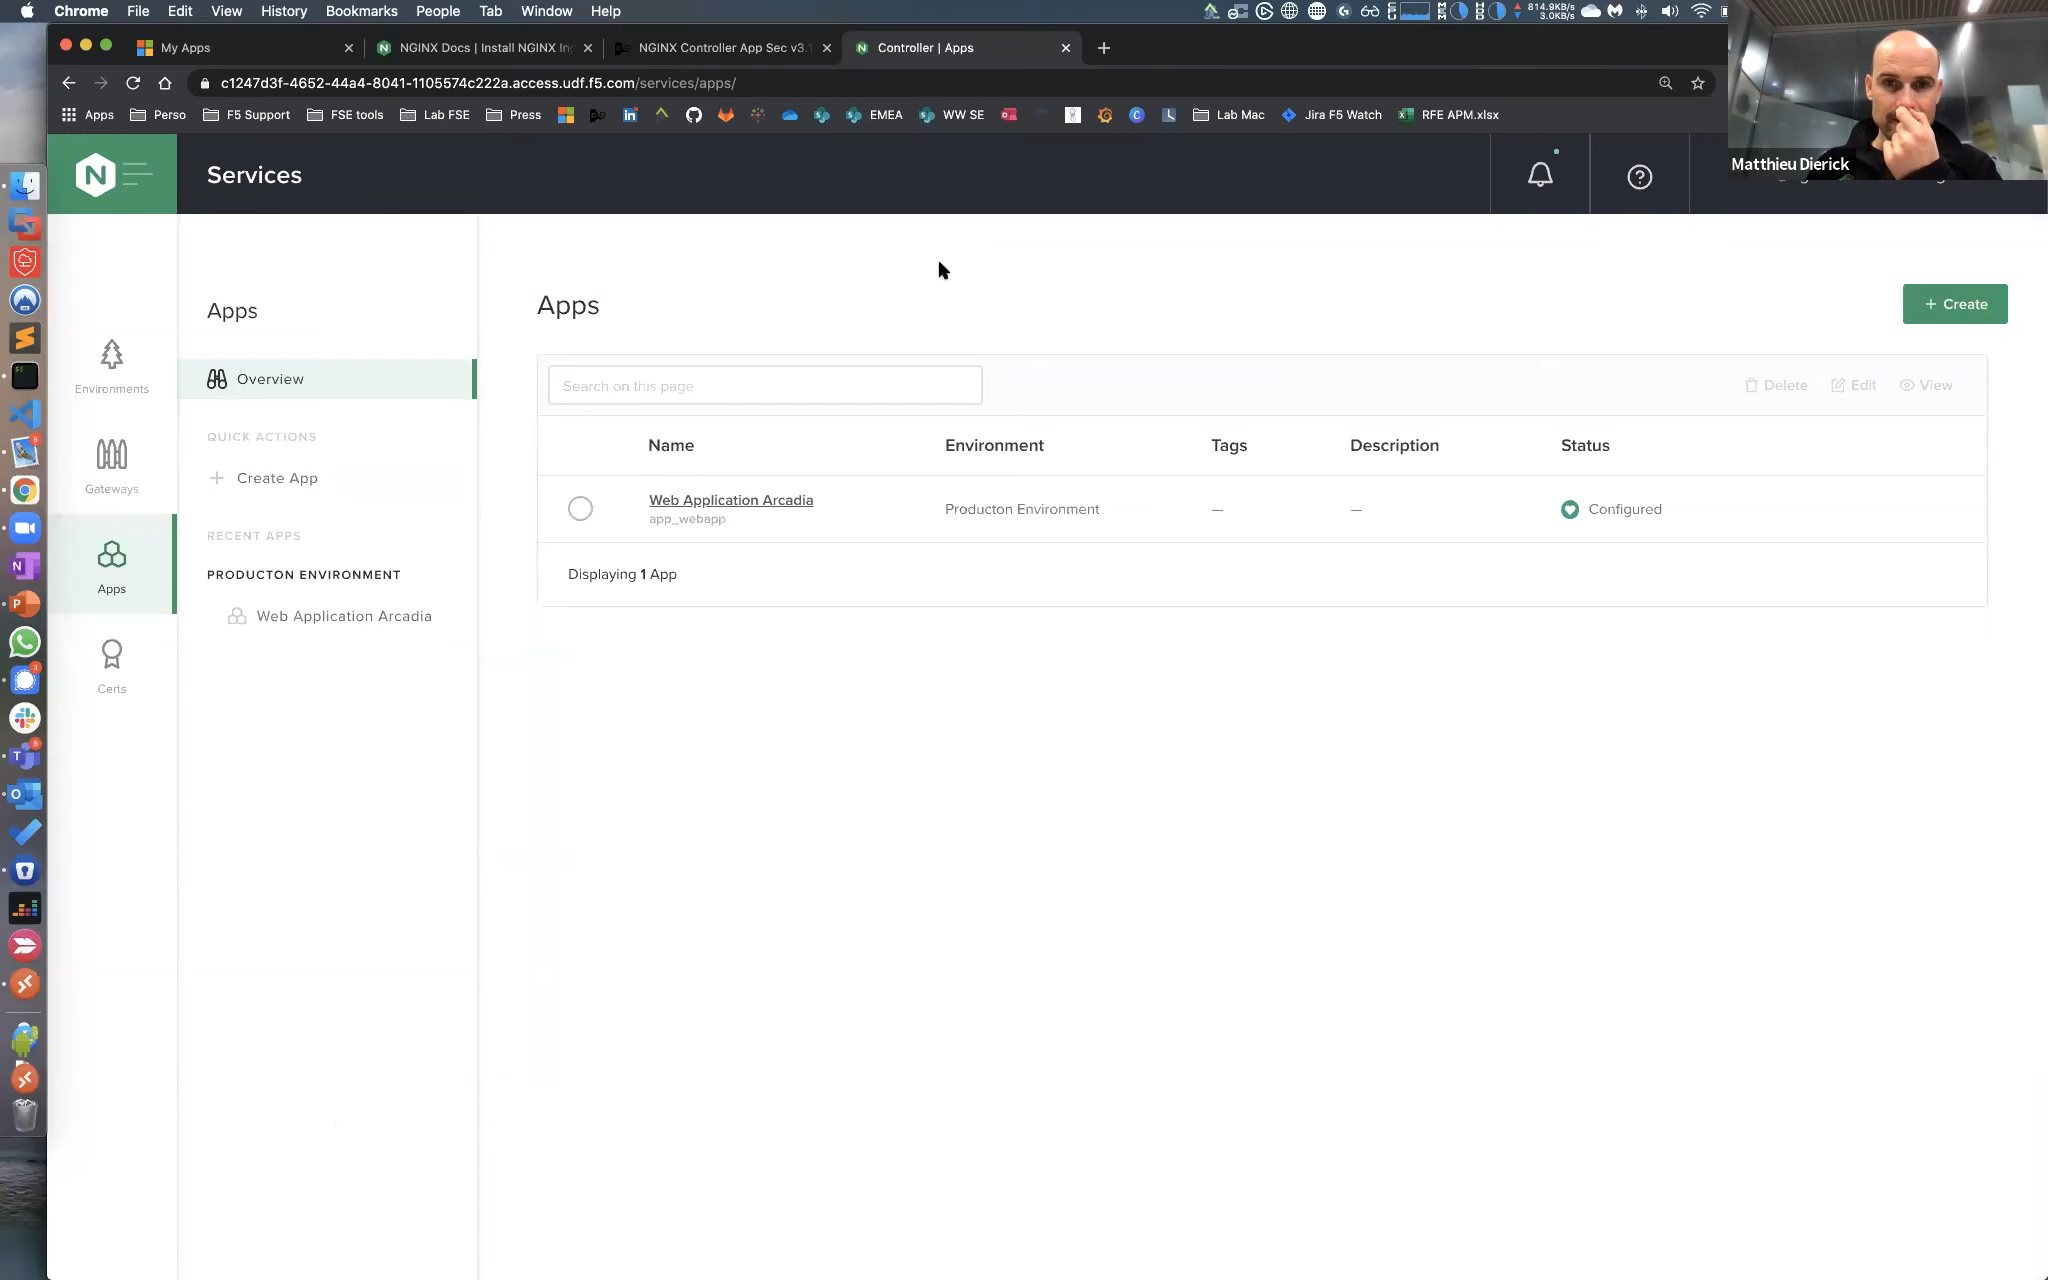 Chrome File Edit View History Bookmarks People Tab Window Help
814.9KB/s
3.0KB/s
My Apps
NGINX Docs | Install NGINX In
NGINX Controller App Sec v3.
Controller | Apps
c1247d3f-4652-44a4-8041-1105574c222a.access.udf.f5.com/services/apps/
Apps Perso F5 Support FSE tools Lab FSE Press EMEA WW SE Lab Mac Jira F5 Watch RFE APM.xlsx
Matthieu Dierick
N
Services
Environments
Gateways
Apps
Certs
Apps
Overview
QUICK ACTIONS
Create App
RECENT APPS
PRODUCTON ENVIRONMENT
Web Application Arcadia
Apps
+ Create
Search on this page
Delete Edit View
Name Environment Tags Description Status
Web Application Arcadia Producton Environment — — Configured
app_webapp
Displaying 1 App